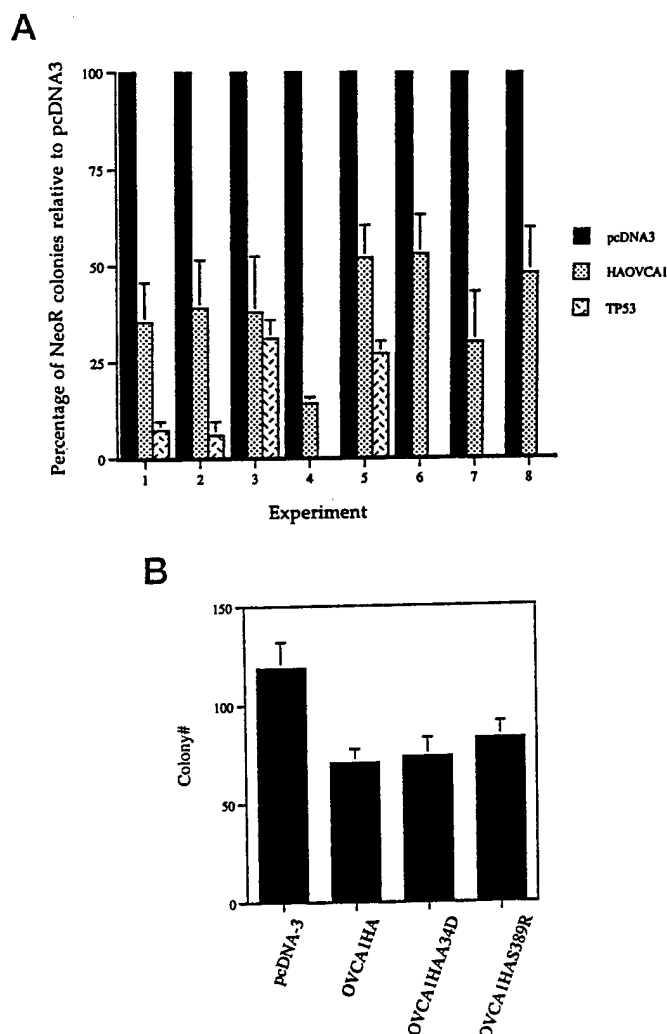 A
Percentage of NeoR colonies relative to pcDNA3
100
75
50
25
0
1 2 3 4 5 6 7 8
Experiment
pcDNA3
HAOVCA1
TP53
B
Colony#
150
100
50
0
pcDNA-3
OVCA1HA
OVCA1HAA34D
OVCA1HAS389R